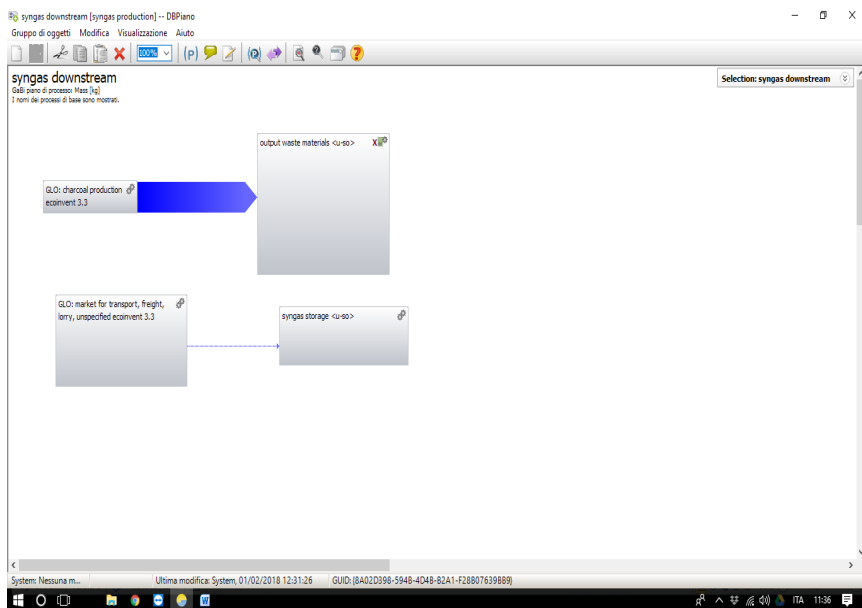 syngas downstream [syngas production] -- DBPiano
Gruppo di oggetti Modifica Visualizzazione Aiuto
100%
syngas downstream
GaBi piano di processo: Mass [kg]
I nomi dei processi di base sono mostrati.
Selection: syngas downstream
output waste materials <u-so>
GLO: charcoal production
ecoinvent 3.3
GLO: market for transport, freight,
lorry, unspecified ecoinvent 3.3
syngas storage <u-so>
System: Nessuna m... Ultima modifica: System, 01/02/2018 12:31:26 GUID: {8A02D398-594B-4D4B-B2A1-F28B07639BB9}
ITA 11:36